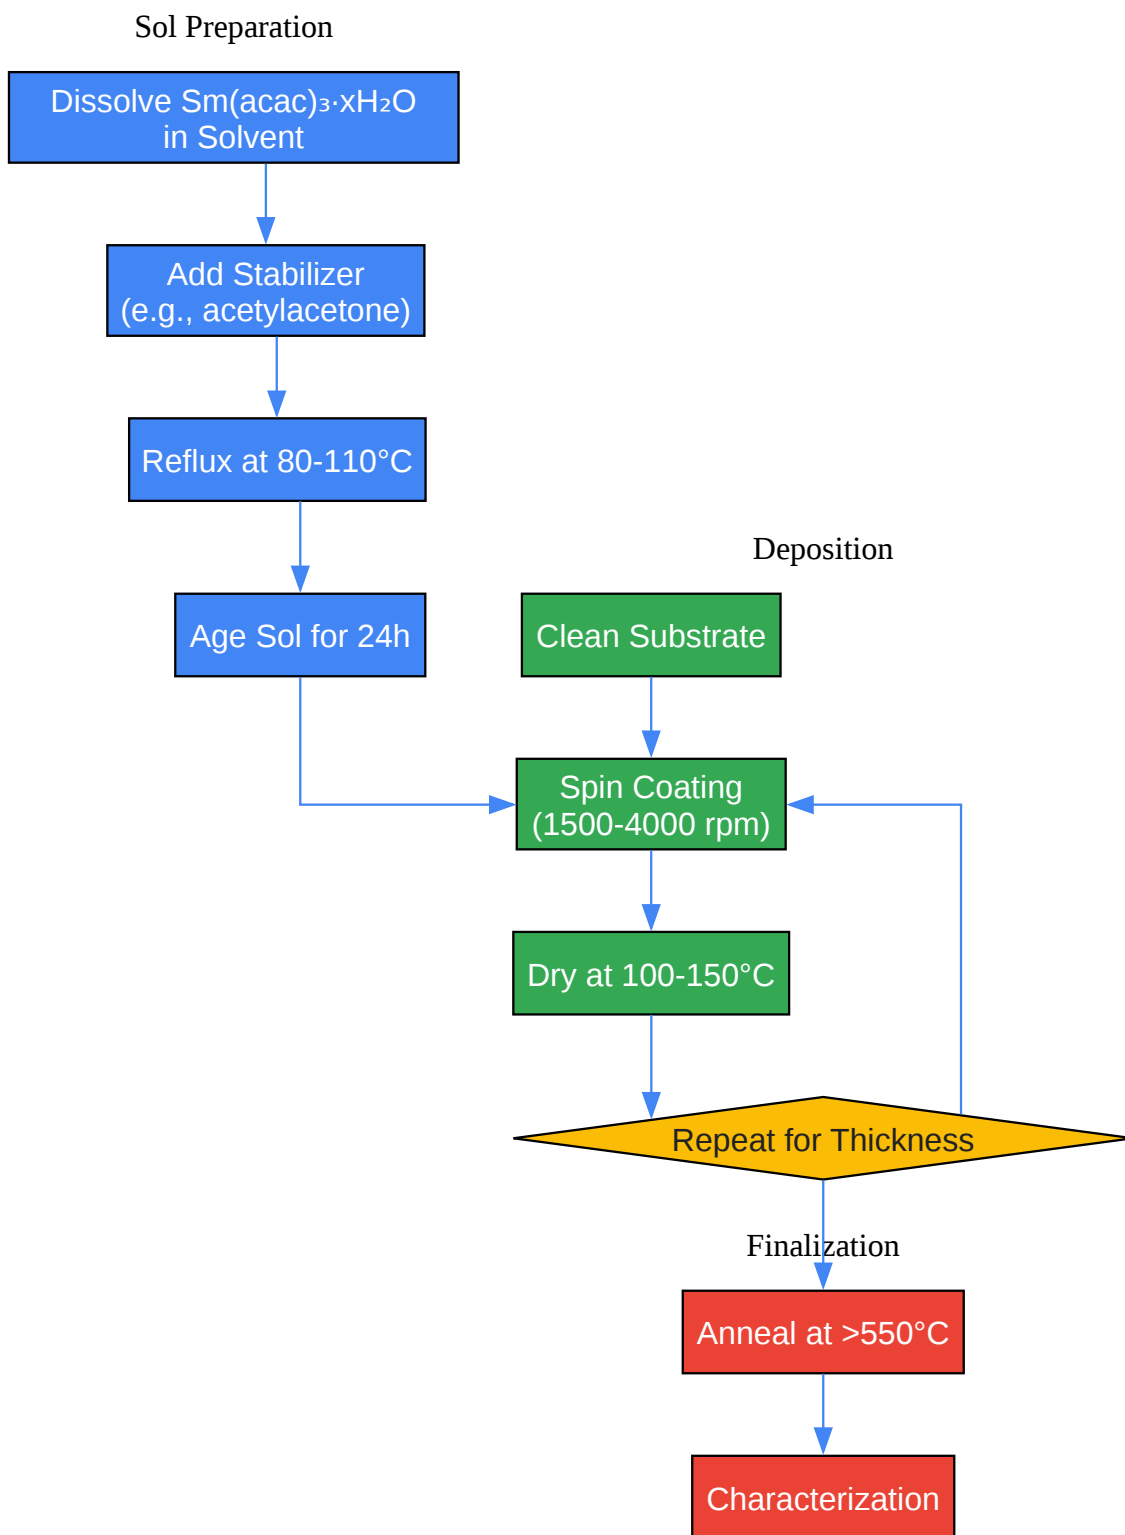 Sol Preparation
Dissolve Sm(acac)₃·xH₂O
in Solvent
Add Stabilizer
(e.g., acetylacetone)
Reflux at 80-110°C
Age Sol for 24h
Deposition
Clean Substrate
Spin Coating
(1500-4000 rpm)
Dry at 100-150°C
Repeat for Thickness
Finalization
Anneal at >550°C
Characterization